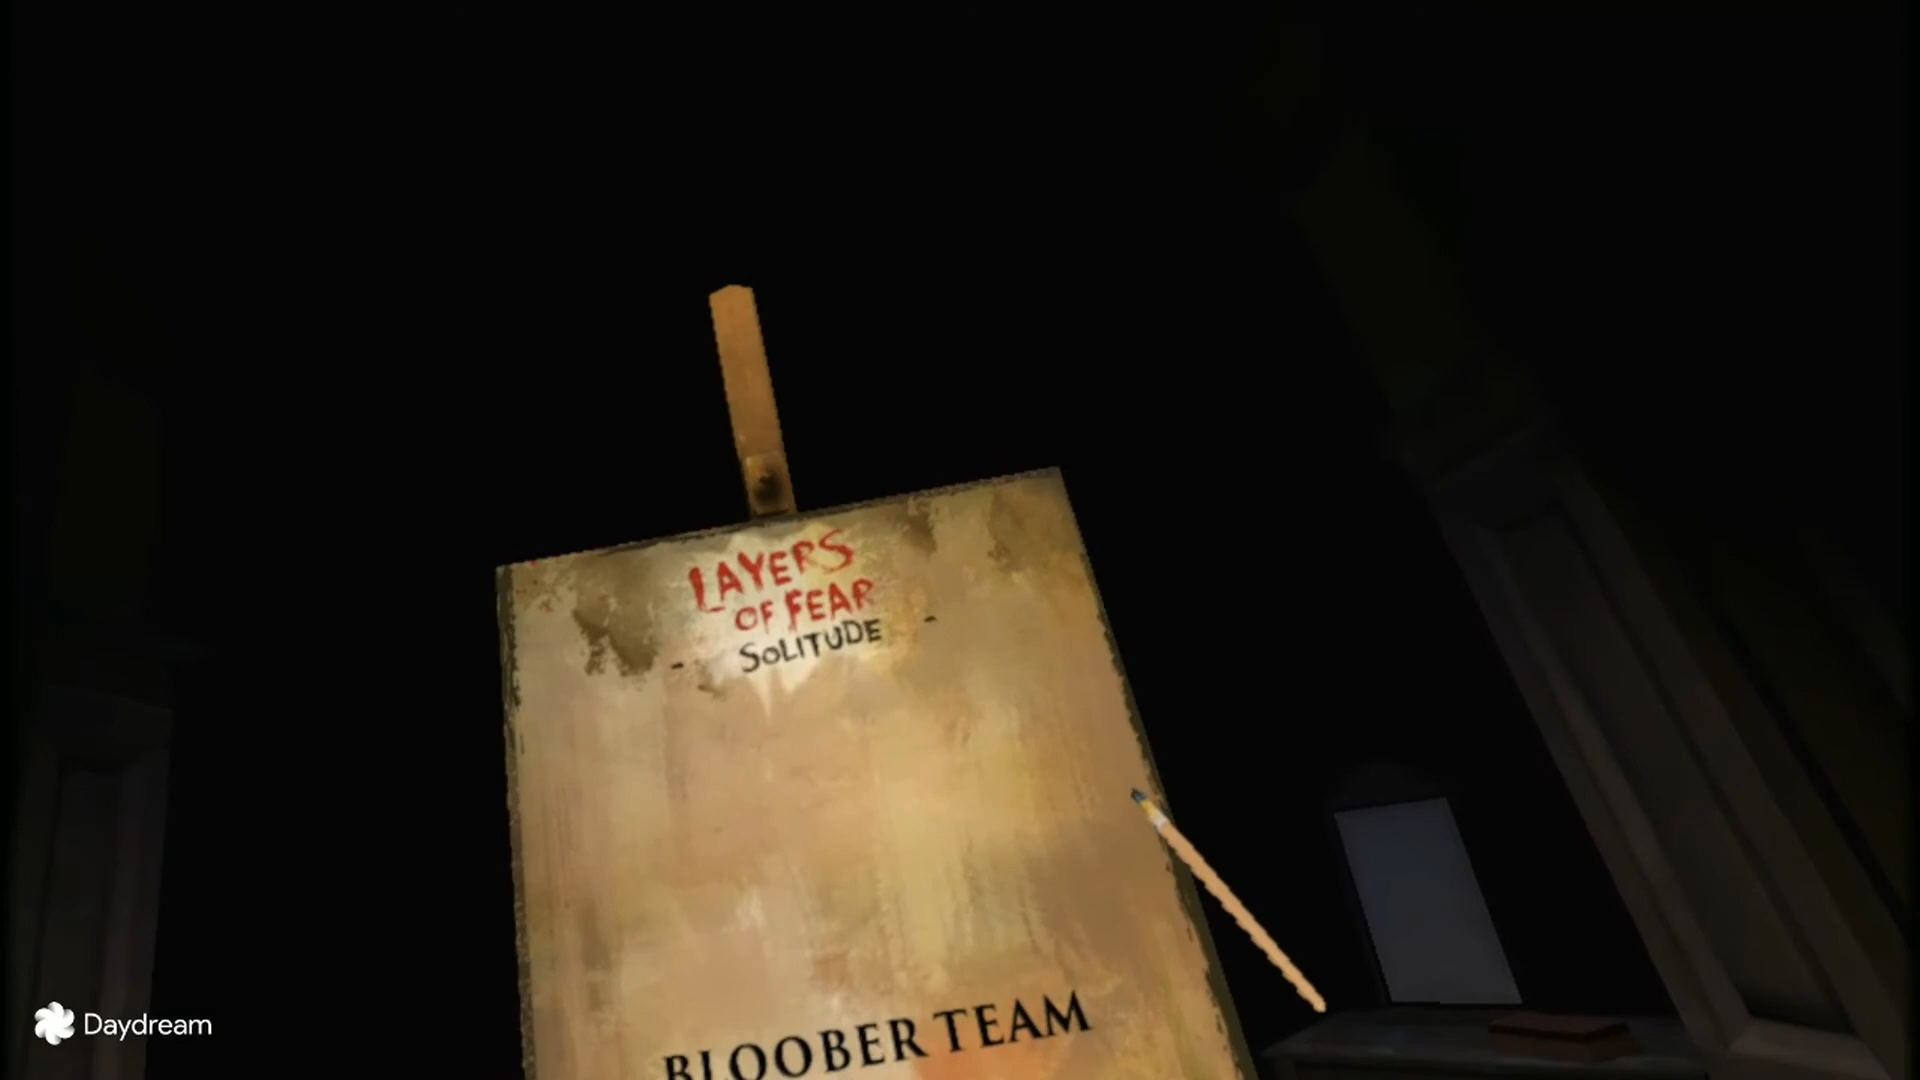 LAYERS
OF FEAR
- SOLITUDE -
BLOOBER TEAM
Daydream